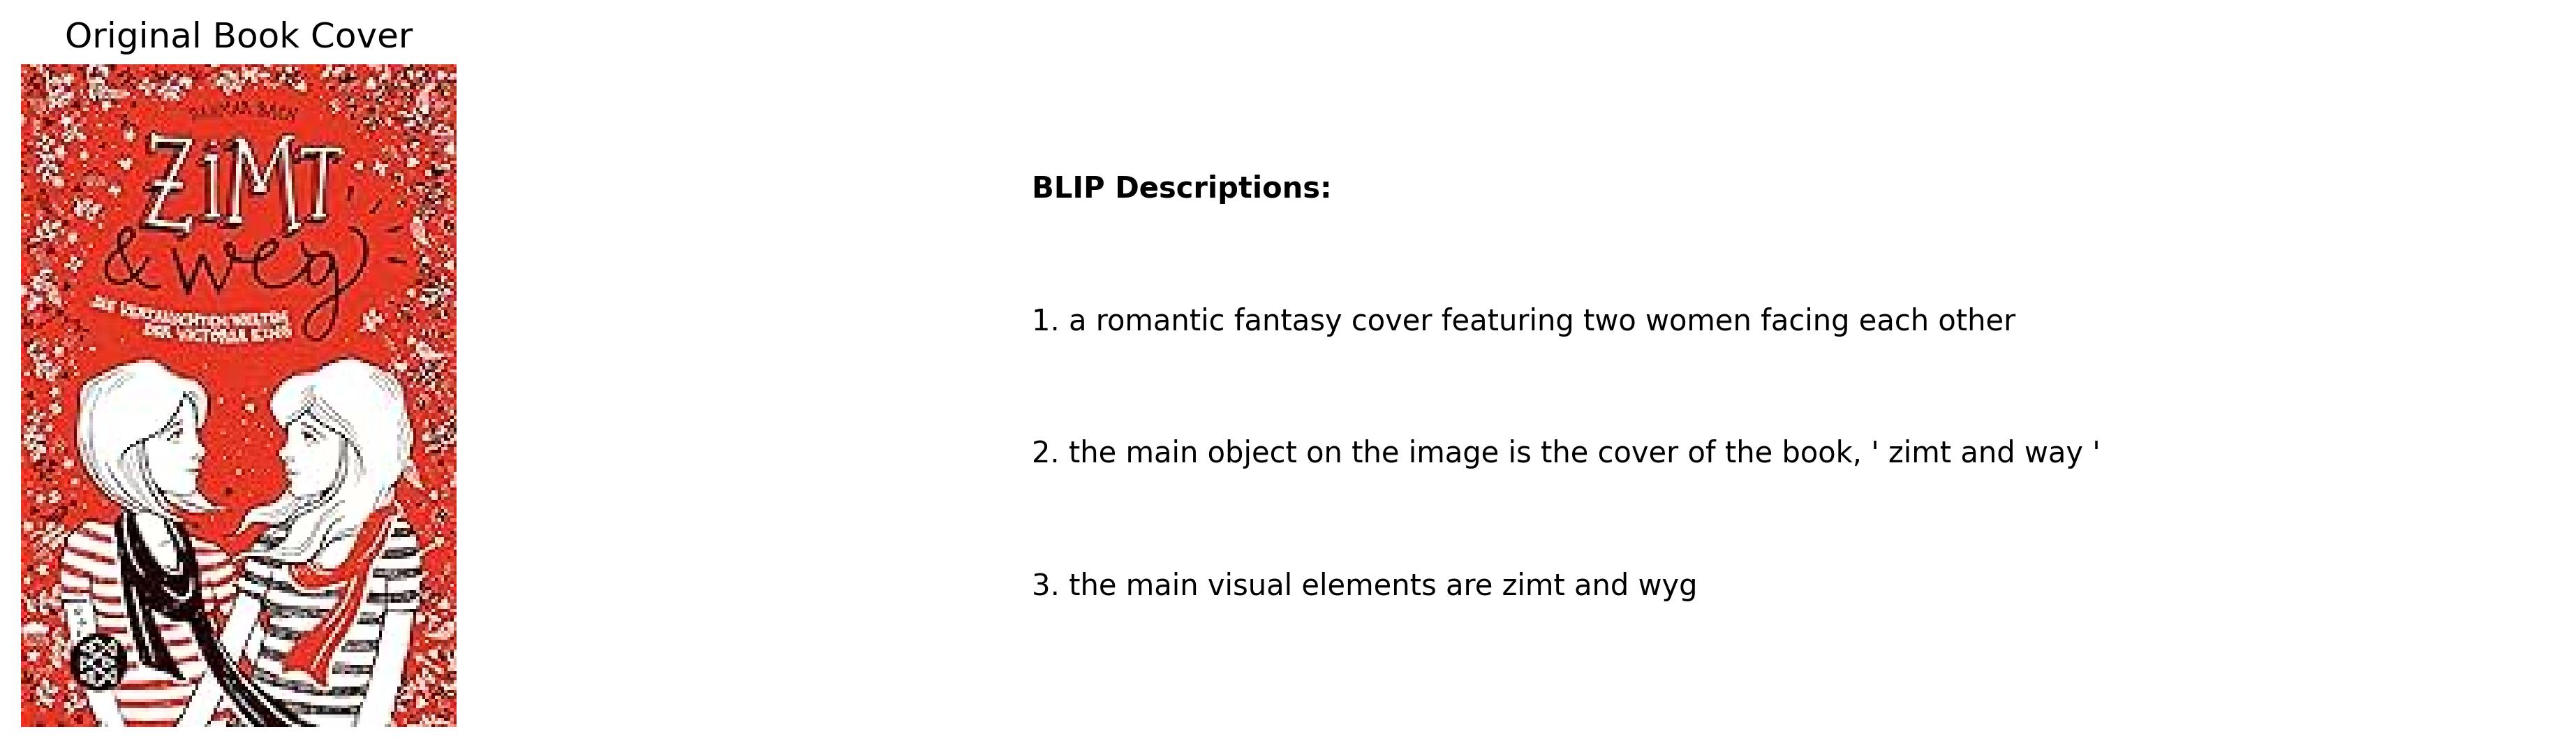 Original Book Cover
DAGMAR BACH
ZiMT
& weg
DIE VERTAUSCHTEN WELTEN
DER VICTORIA KING
BLIP Descriptions:
1. a romantic fantasy cover featuring two women facing each other
2. the main object on the image is the cover of the book, ' zimt and way '
3. the main visual elements are zimt and wyg